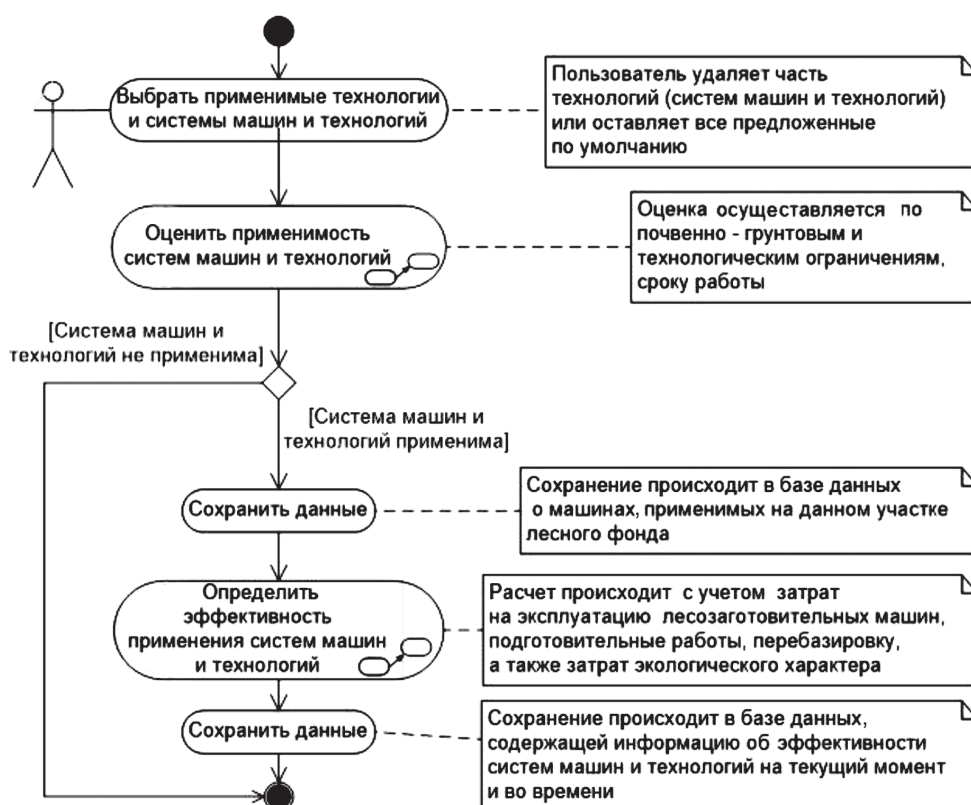 Выбрать применимые технологии
и системы машин и технологий
Пользователь удаляет часть
технологий (систем машин и технологий)
или оставляет все предложенные
по умолчанию
Оценить применимость
систем машин и технологий
Оценка осуществляется по
почвенно - грунтовым и
технологическим ограничениям,
сроку работы
[Система машин и
технологий не применима]
[Система машин и
технологий применима]
Сохранить данные
Сохранение происходит в базе данных
о машинах, применимых на данном участке
лесного фонда
Определить
эффективность
применения систем машин
и технологий
Расчет происходит с учетом затрат
на эксплуатацию лесозаготовительных машин,
подготовительные работы, перебазировку,
а также затрат экологического характера
Сохранить данные
Сохранение происходит в базе данных,
содержащей информацию об эффективности
систем машин и технологий на текущий момент
и во времени